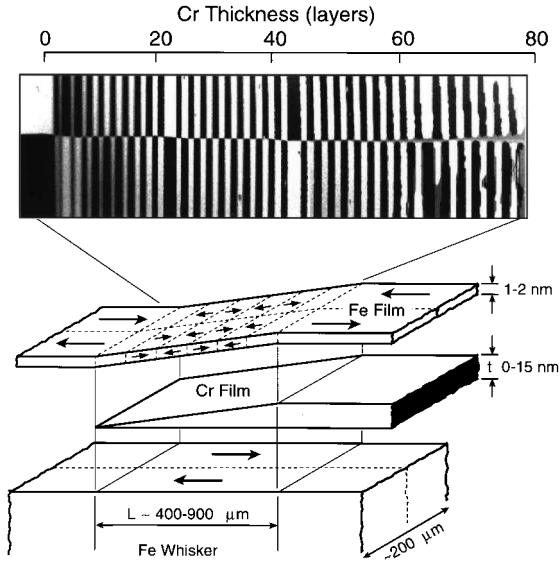 Cr Thickness (layers)
0 20 40 60 80
1-2 nm
Fe Film
t 0-15 nm
Cr Film
L ~ 400-900 μm
~200 μm
Fe Whisker